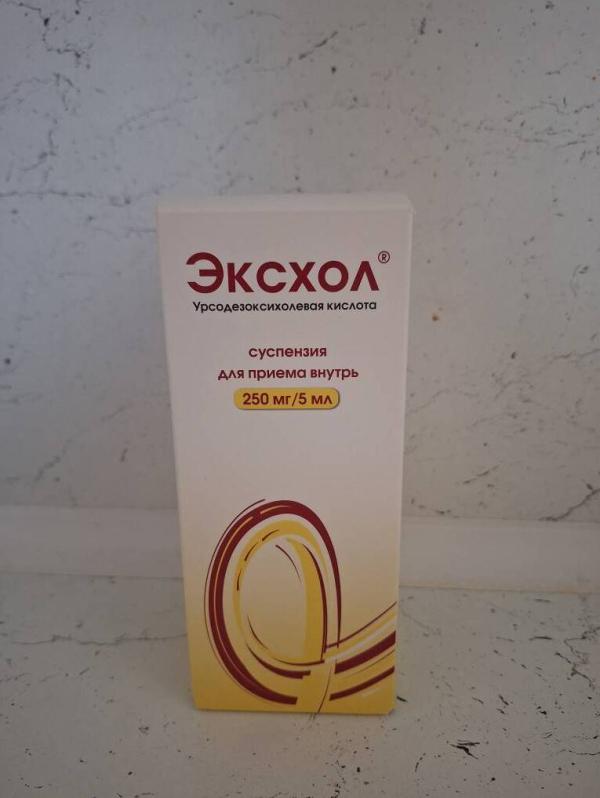 Эксхол®
Урсодезоксихолевая кислота
суспензия
для приема внутрь
250 мг/5 мл